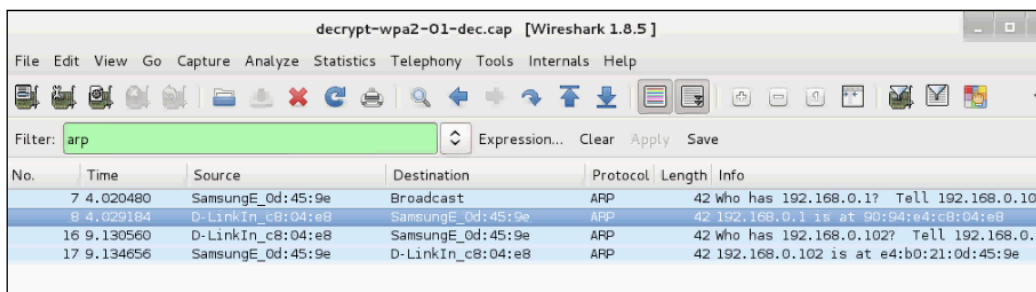 decrypt-wpa2-01-dec.cap [Wireshark 1.8.5 ]
File Edit View Go Capture Analyze Statistics Telephony Tools Internals Help
Filter: arp Expression... Clear Apply Save
No. Time Source Destination Protocol Length Info
7 4.020480 SamsungE_0d:45:9e Broadcast ARP 42 Who has 192.168.0.1? Tell 192.168.0.10
8 4.029184 D-LinkIn_c8:04:e8 SamsungE_0d:45:9e ARP 42 192.168.0.1 is at 90:94:e4:c8:04:e8
16 9.130560 D-LinkIn_c8:04:e8 SamsungE_0d:45:9e ARP 42 Who has 192.168.0.102? Tell 192.168.0.
17 9.134656 SamsungE_0d:45:9e D-LinkIn_c8:04:e8 ARP 42 192.168.0.102 is at e4:b0:21:0d:45:9e